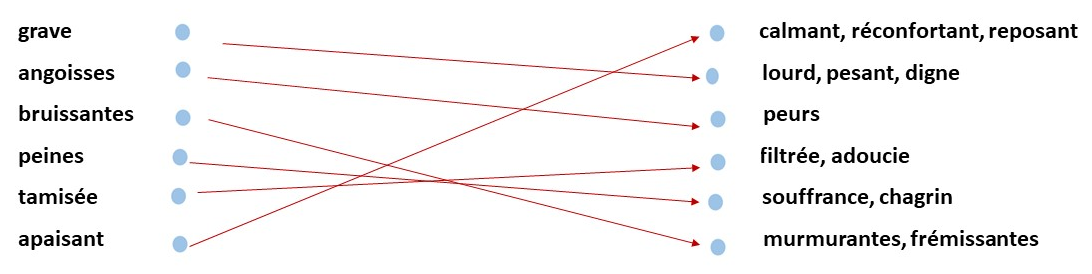 grave
calmant, réconfortant, reposant
angoisses
lourd, pesant, digne
bruissantes
peurs
peines
filtrée, adoucie
tamisée
souffrance, chagrin
apaisant
murmurantes, frémissantes